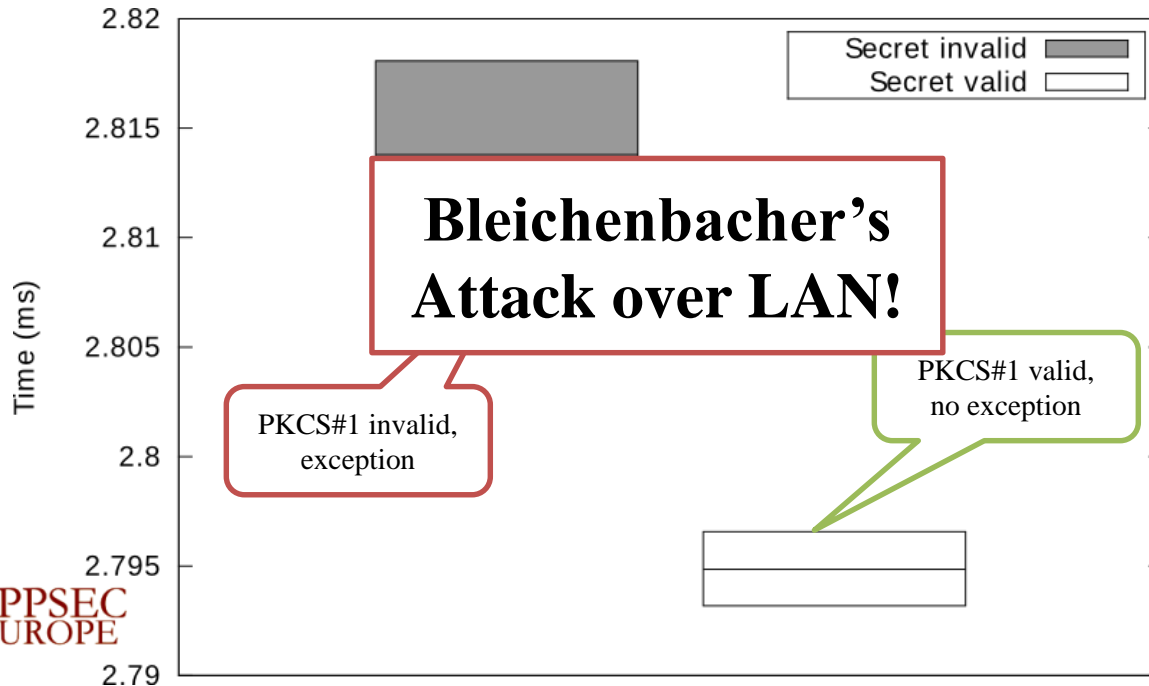 2.82
Secret invalid
Secret valid
2.815
2.81
Bleichenbacher’s
Attack over LAN!
Time (ms)
2.805
PKCS#1 valid,
no exception
PKCS#1 invalid,
exception
2.8
2.795
PPSEC
UROPE
2.79